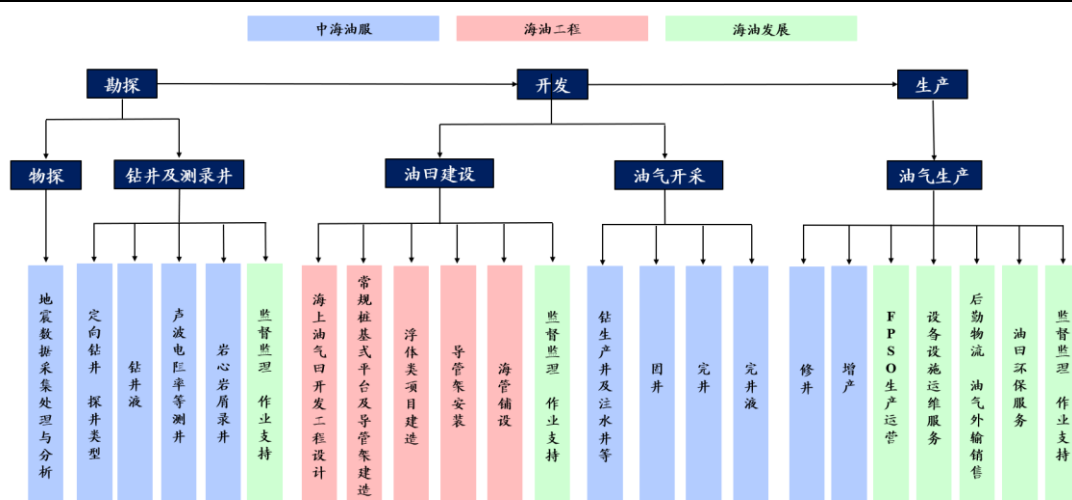 中海油服
海油工程
海油发展
勘探
开发
生产
物探
钻井及测录井
油田建设
油气开采
油气生产
地震数据采集处理与分析
定向钻井 探井类型
钻井液
声波电阻率等测井
岩心岩屑录井
监督监理 作业支持
海上油气田开发工程设计
常规桩基式平台及导管架建造
浮体类项目建造
导管架安装
海管铺设
监督监理 作业支持
钻生产井及注水井等
固井
完井
完井液
修井
增产
FPSO生产运营
设备设施运维服务
后勤物流 油气外输销售
油田环保服务
监督监理 作业支持